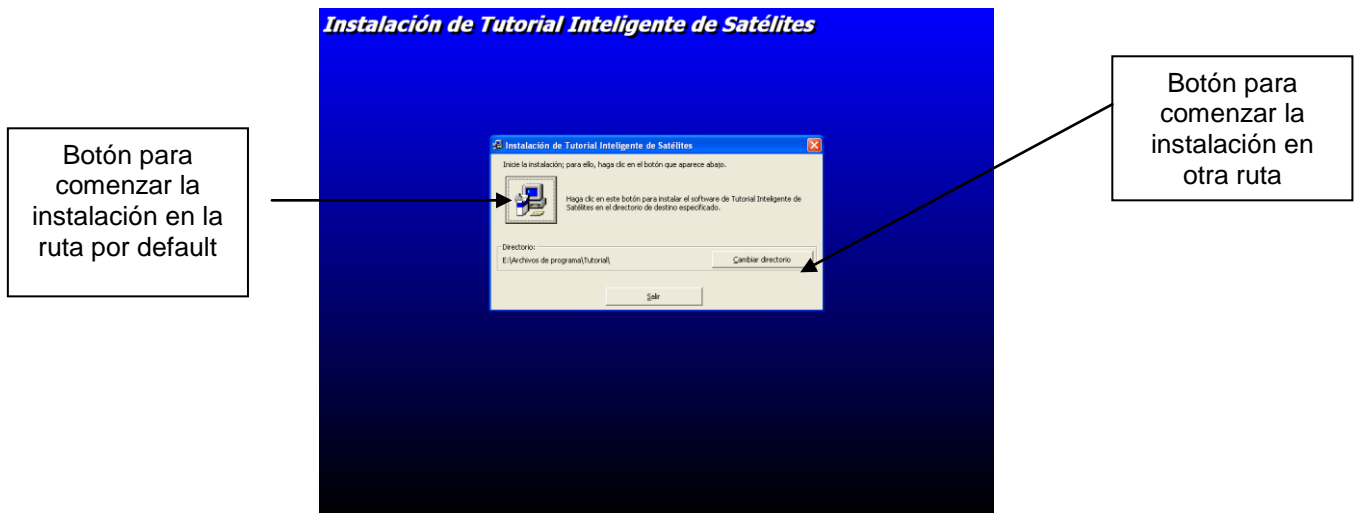 Instalación de Tutorial Inteligente de Satélites
Botón para
comenzar la
instalación en la
ruta por default
Instalación de Tutorial Inteligente de Satélites
Inicie la instalación; para ello, haga clic en el botón que aparece abajo.
Haga clic en este botón para instalar el software de Tutorial Inteligente de
Satélites en el directorio de destino especificado.
Directorio:
E:\Archivos de programa\Tutorial\
Cambiar directorio
Salir
Botón para
comenzar la
instalación en
otra ruta